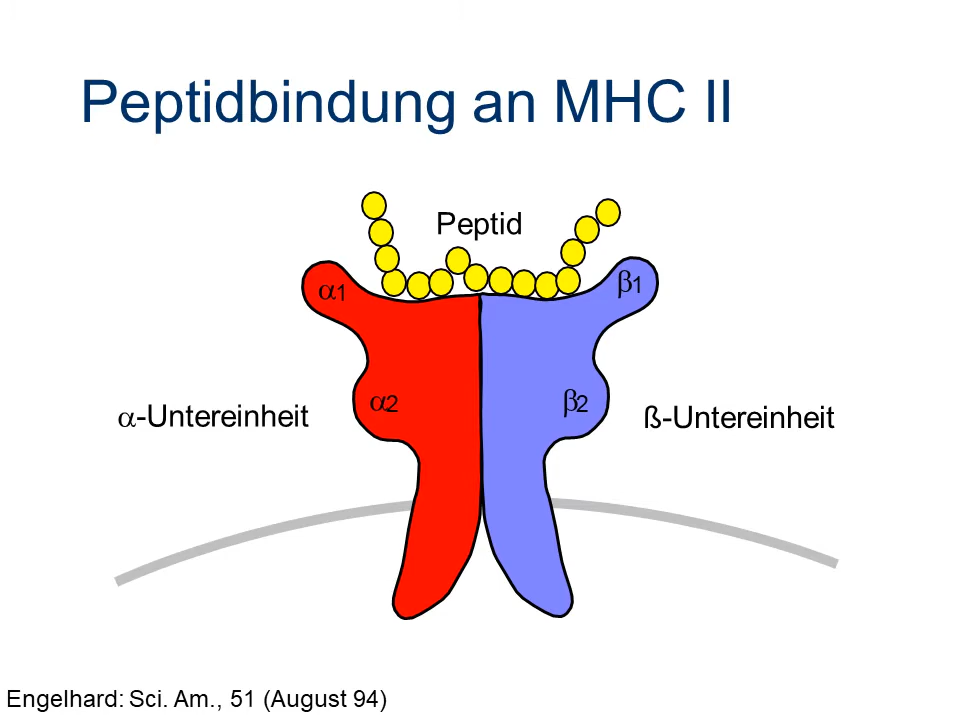 Peptidbindung an MHC II
Peptid
α1
β1
α2
β2
α-Untereinheit
ß-Untereinheit
Engelhard: Sci. Am., 51 (August 94)